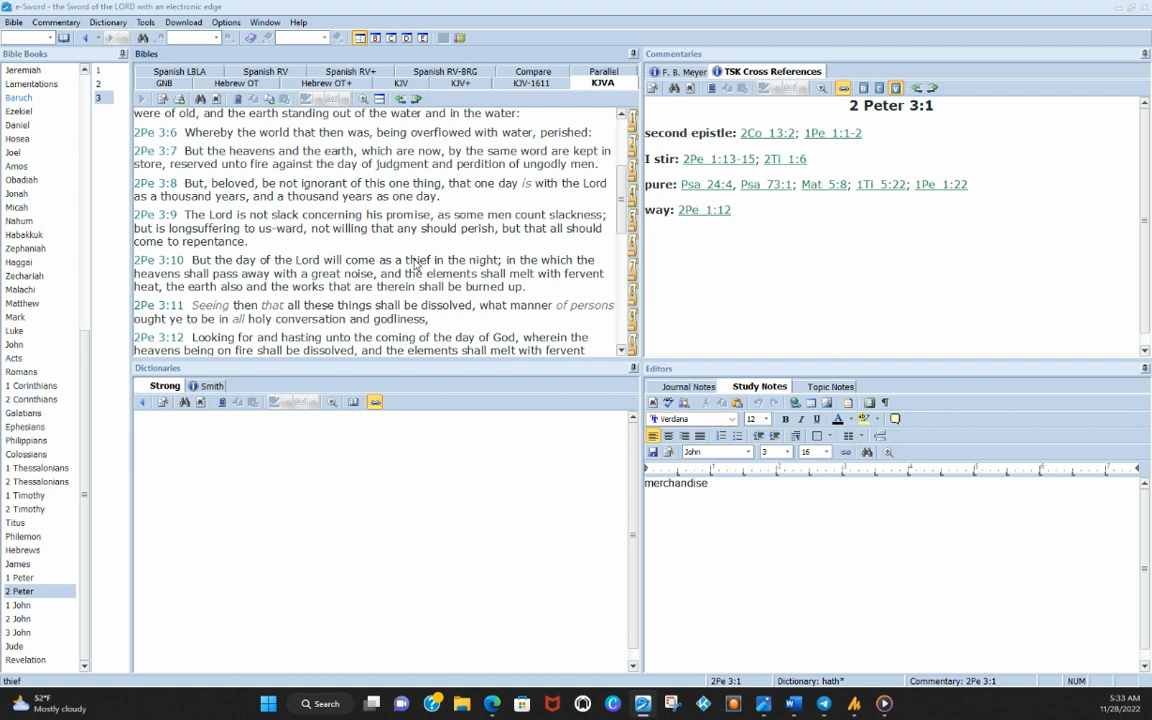 e-Sword - the Sword of the LORD with an electronic edge
Bible Commentary Dictionary Tools Download Options Window Help
Bible Books
Jeremiah
Lamentations
Baruch
Ezekiel
Daniel
Hosea
Joel
Amos
Obadiah
Jonah
Micah
Nahum
Habakkuk
Zephaniah
Haggai
Zechariah
Malachi
Matthew
Mark
Luke
John
Acts
Romans
1 Corinthians
2 Corinthians
Galatians
Ephesians
Philippians
Colossians
1 Thessalonians
2 Thessalonians
1 Timothy
2 Timothy
Titus
Philemon
Hebrews
James
1 Peter
2 Peter
1 John
2 John
3 John
Jude
Revelation
1
2
3
Bibles
Spanish LBLA Spanish RV Spanish RV+ Spanish RV-BRG Compare Parallel
GNB Hebrew OT Hebrew OT+ KJV KJV+ KJV-1611 KJVA
were of old, and the earth standing out of the water and in the water:
2Pe 3:6 Whereby the world that then was, being overflowed with water, perished:
2Pe 3:7 But the heavens and the earth, which are now, by the same word are kept in
store, reserved unto fire against the day of judgment and perdition of ungodly men.
2Pe 3:8 But, beloved, be not ignorant of this one thing, that one day is with the Lord
as a thousand years, and a thousand years as one day.
2Pe 3:9 The Lord is not slack concerning his promise, as some men count slackness;
but is longsuffering to us-ward, not willing that any should perish, but that all should
come to repentance.
2Pe 3:10 But the day of the Lord will come as a thief in the night; in the which the
heavens shall pass away with a great noise, and the elements shall melt with fervent
heat, the earth also and the works that are therein shall be burned up.
2Pe 3:11 Seeing then that all these things shall be dissolved, what manner of persons
ought ye to be in all holy conversation and godliness,
2Pe 3:12 Looking for and hasting unto the coming of the day of God, wherein the
heavens being on fire shall be dissolved, and the elements shall melt with fervent
Commentaries
F. B. Meyer TSK Cross References
2 Peter 3:1
second epistle: 2Co 13:2; 1Pe 1:1-2
I stir: 2Pe 1:13-15; 2Ti 1:6
pure: Psa 24:4, Psa 73:1; Mat 5:8; 1Ti 5:22; 1Pe 1:22
way: 2Pe 1:12
Dictionaries
Strong Smith
Editors
Journal Notes Study Notes Topic Notes
Verdana 12 B I U A
John 3 16
1 2 3 4 5 6 7
merchandise
thief 2Pe 3:1 Dictionary: hath* Commentary: 2Pe 3:1 NUM
52°F
Mostly cloudy
Search
5:33 AM
11/28/2022